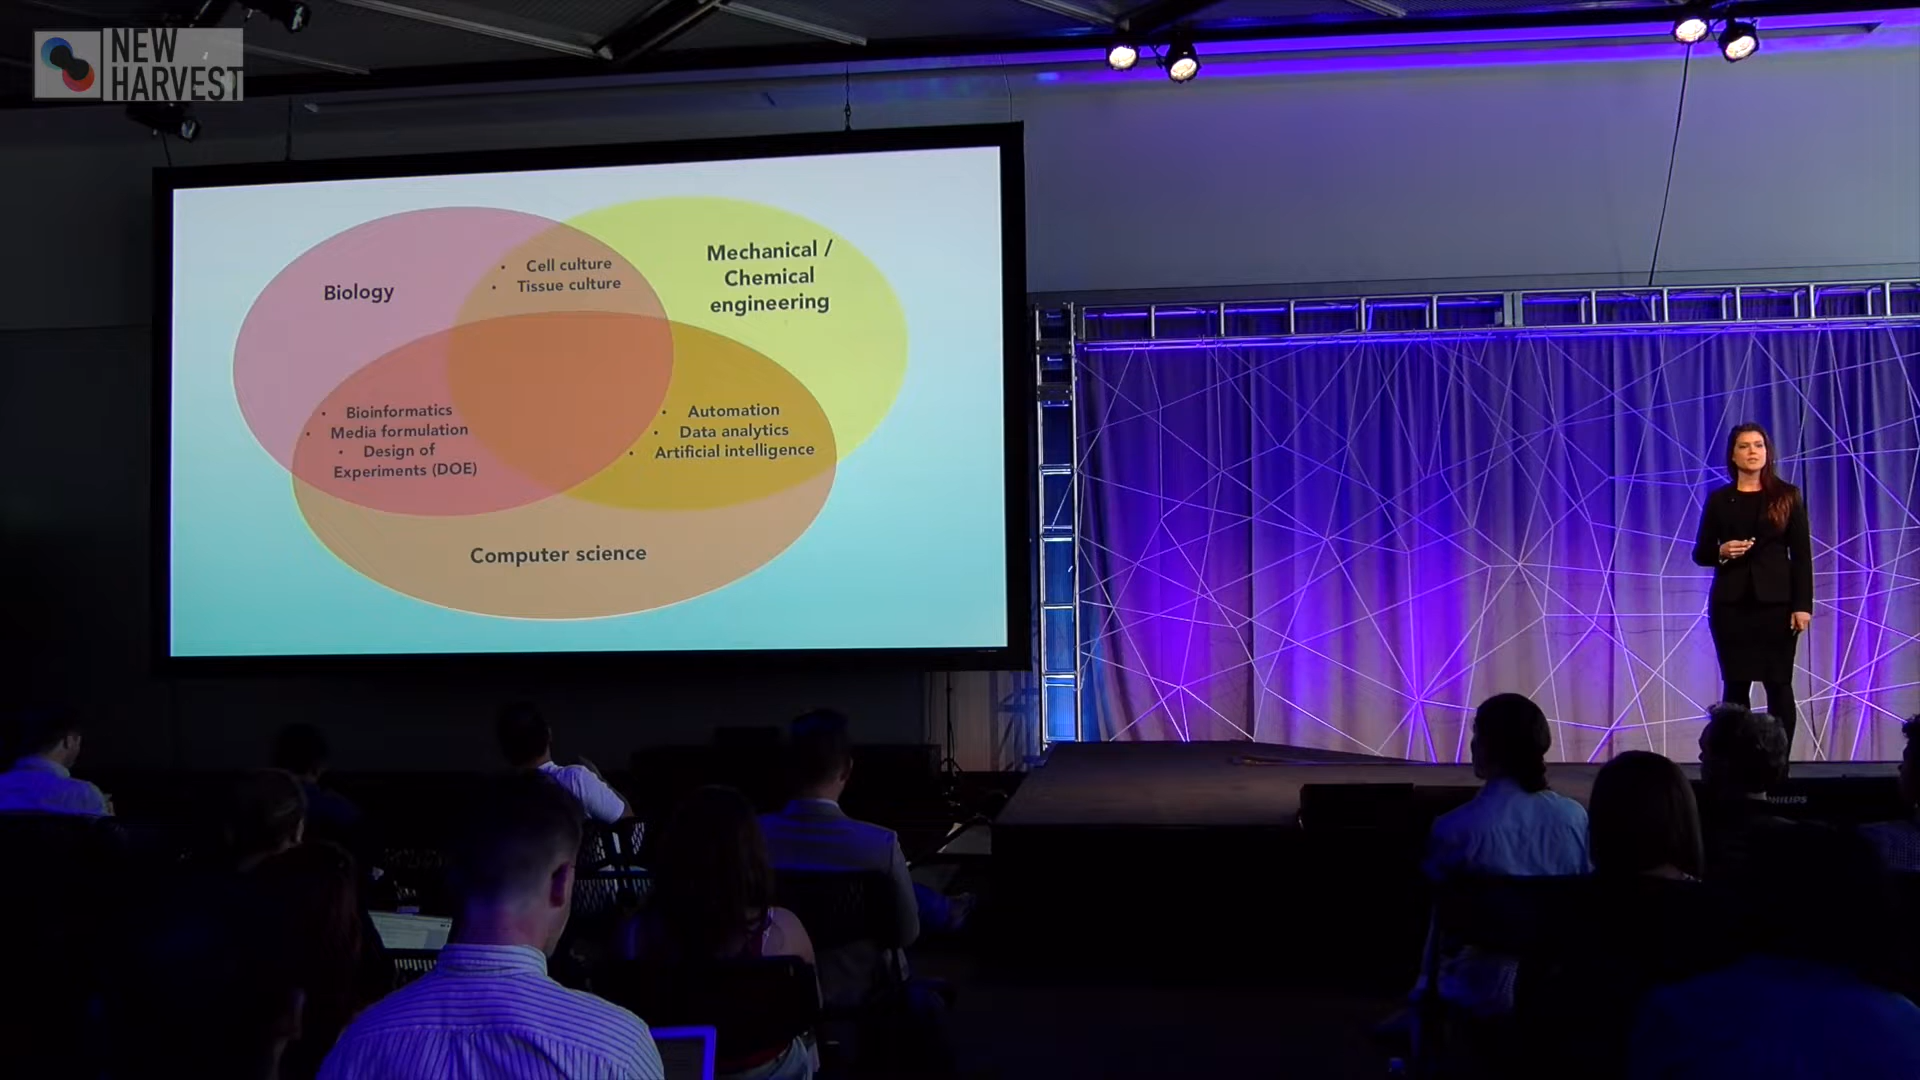 NEW
HARVEST
Biology
• Cell culture
• Tissue culture
Mechanical /
Chemical
engineering
• Bioinformatics
• Media formulation
• Design of
Experiments (DOE)
• Automation
• Data analytics
• Artificial intelligence
Computer science
PHILIPS